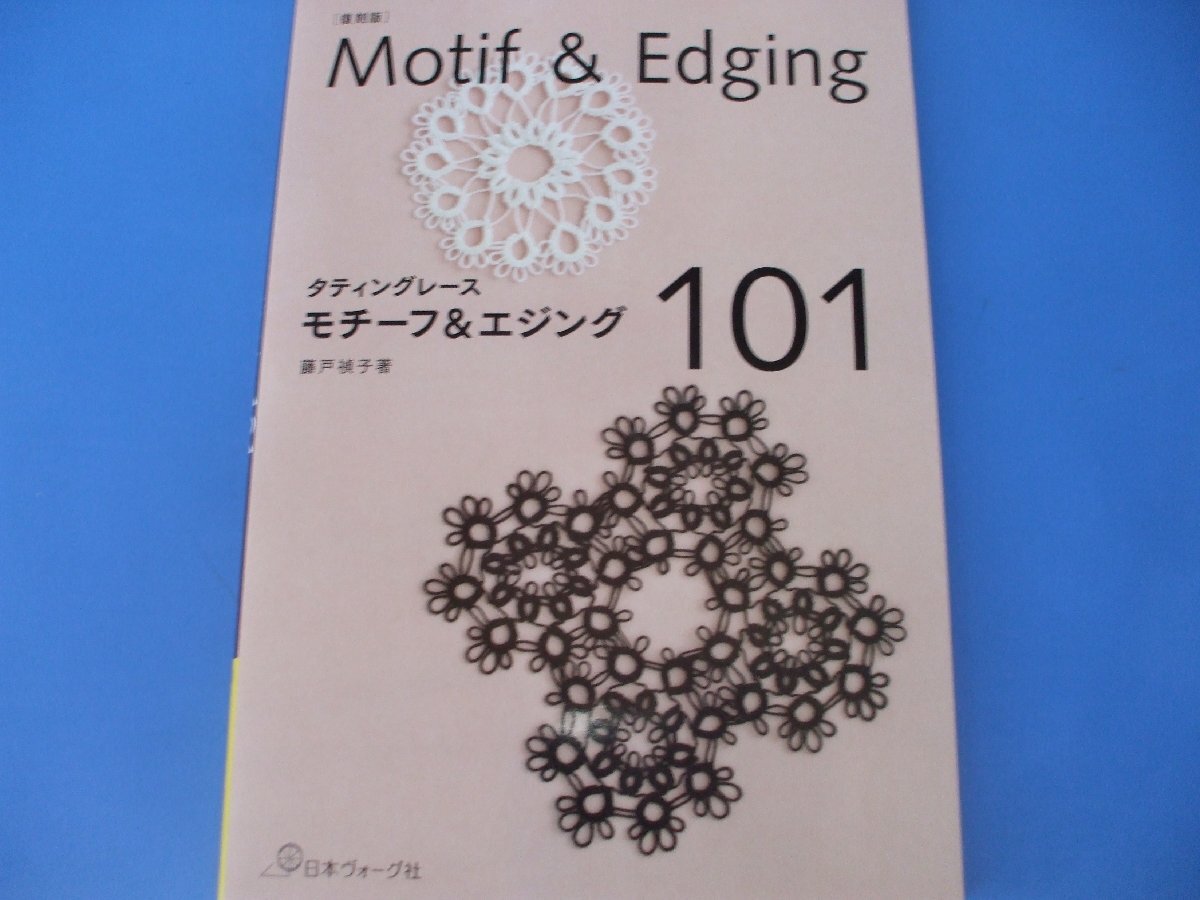 [復刻版]
Motif & Edging
タティングレース
モチーフ&エジング
101
藤戸禎子著
日本ヴォーグ社